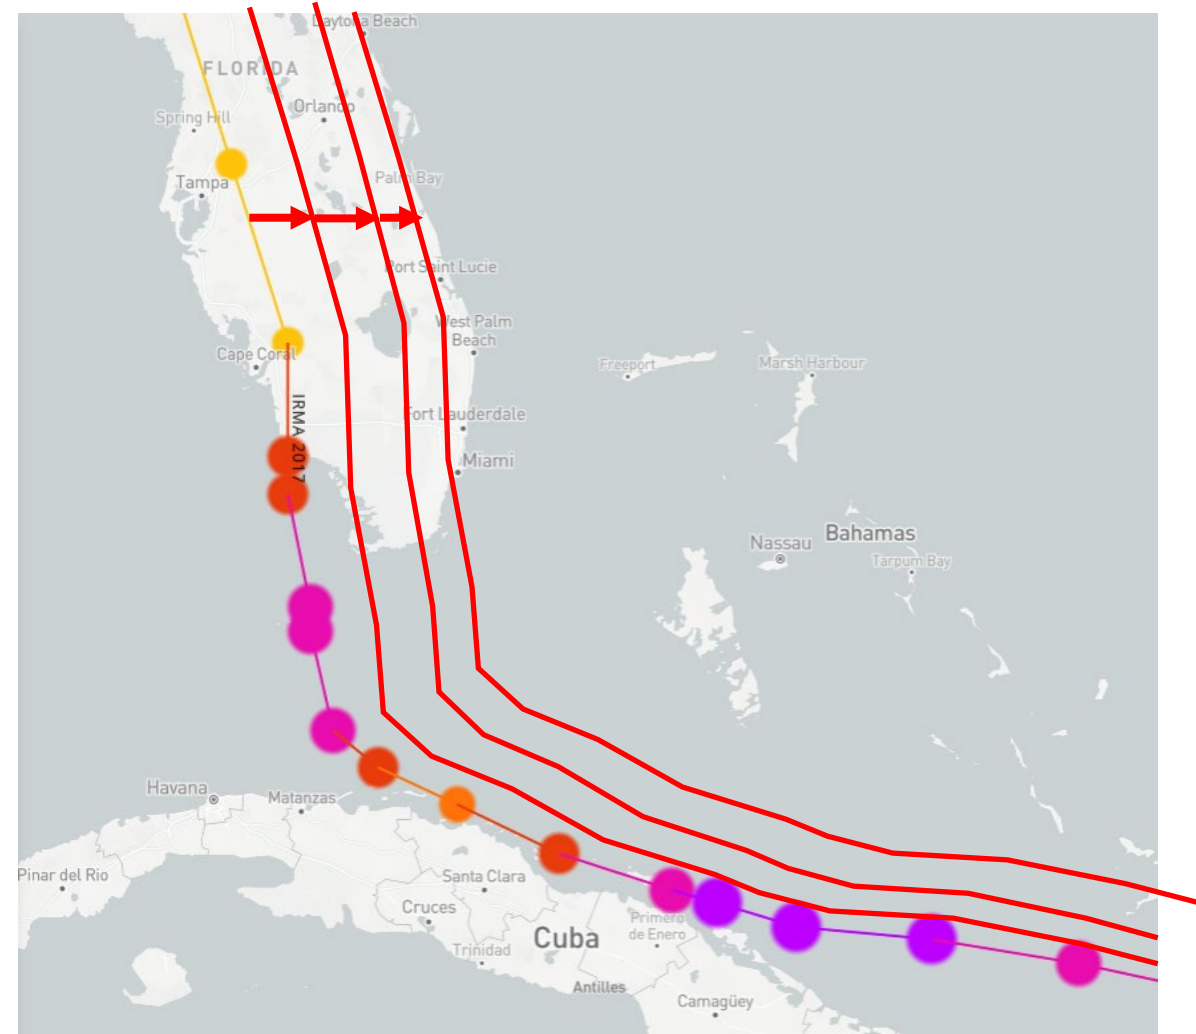 Daytona Beach
FLORIDA
Orlando
Spring Hill
Palm Bay
Tampa
Port Saint Lucie
West Palm
Beach
Cape Coral
Freeport
Marsh Harbour
IRMA 2017
Fort Lauderdale
Miami
Bahamas
Nassau
Tarpum Bay
Havana
Matanzas
Pinar del Rio
Santa Clara
Cruces
Primero
de Enero
Cuba
Trinidad
Antilles
Camagüey